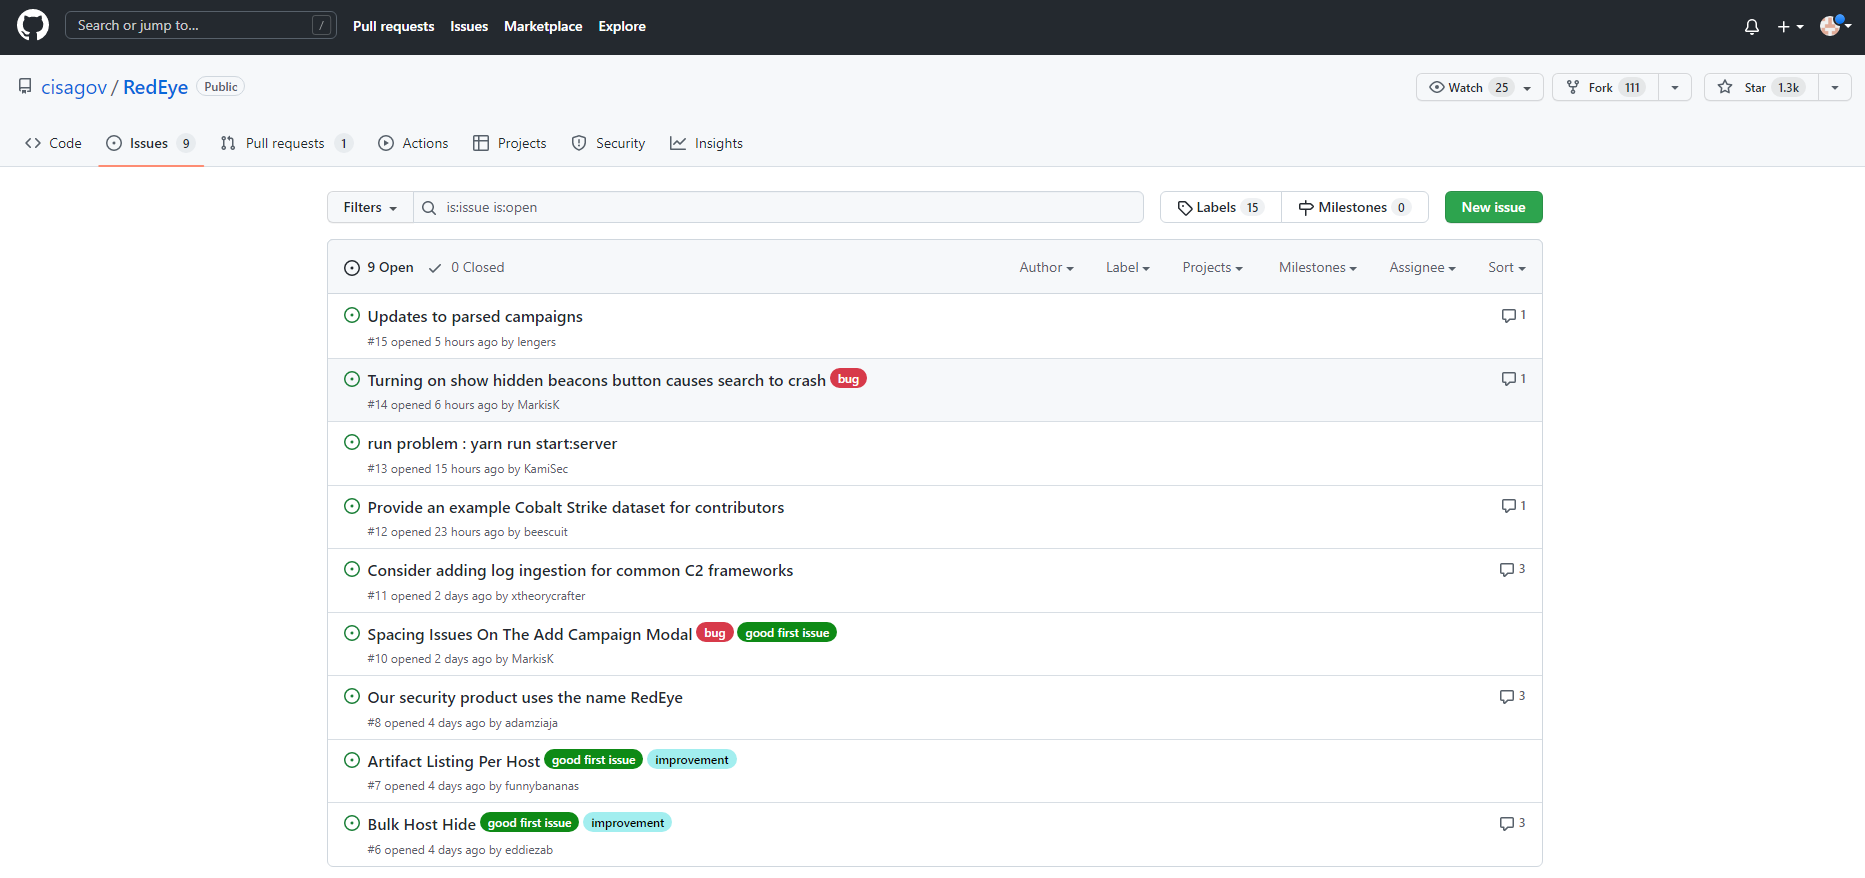 Search or jump to... /
Pull requests Issues Marketplace Explore
cisagov / RedEye Public
Watch 25 Fork 111 Star 1.3k
Code Issues 9 Pull requests 1 Actions Projects Security Insights
Filters is:issue is:open Labels 15 Milestones 0 New issue
9 Open 0 Closed Author Label Projects Milestones Assignee Sort
Updates to parsed campaigns 1
#15 opened 5 hours ago by lengers
Turning on show hidden beacons button causes search to crash bug 1
#14 opened 6 hours ago by MarkisK
run problem : yarn run start:server
#13 opened 15 hours ago by KamiSec
Provide an example Cobalt Strike dataset for contributors 1
#12 opened 23 hours ago by beescuit
Consider adding log ingestion for common C2 frameworks 3
#11 opened 2 days ago by xtheorycrafter
Spacing Issues On The Add Campaign Modal bug good first issue
#10 opened 2 days ago by MarkisK
Our security product uses the name RedEye 3
#8 opened 4 days ago by adamziaja
Artifact Listing Per Host good first issue improvement
#7 opened 4 days ago by funnybananas
Bulk Host Hide good first issue improvement 3
#6 opened 4 days ago by eddiezab